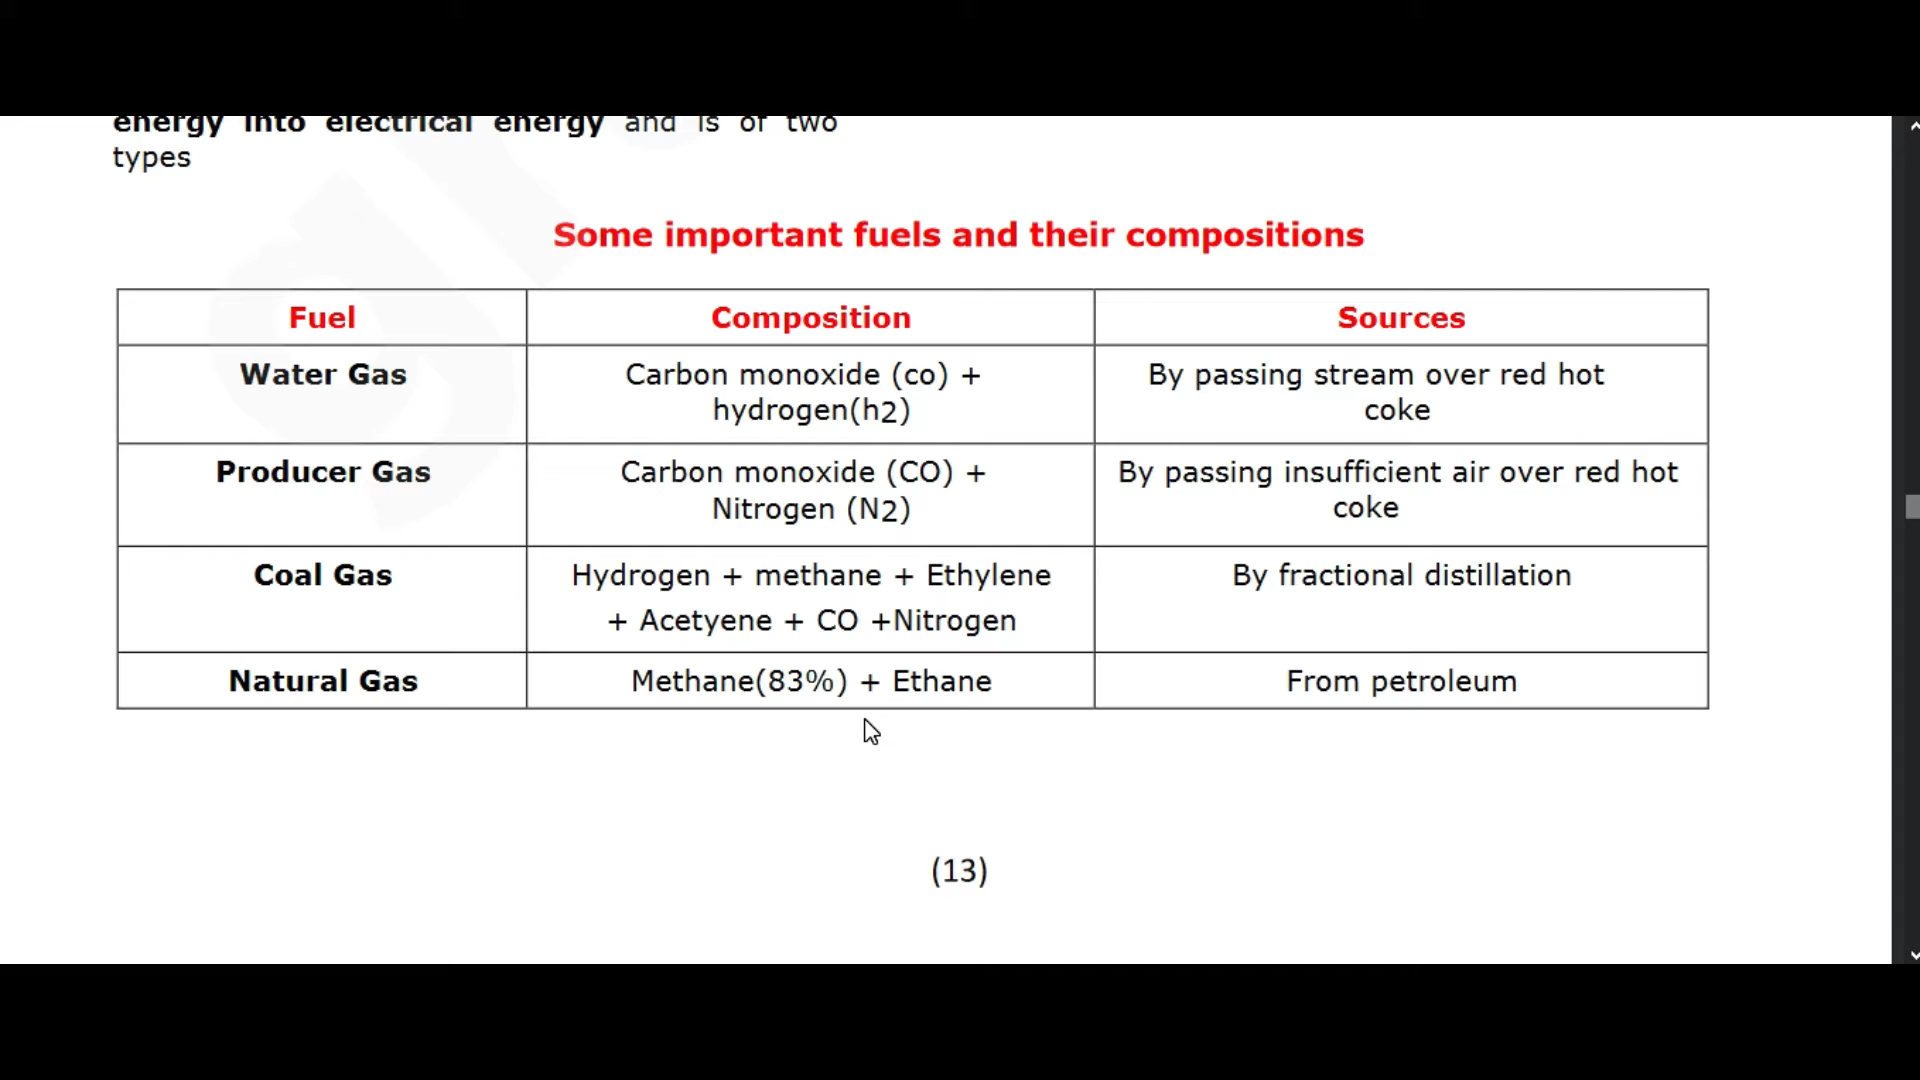 energy into electrical energy and is of two
types
Some important fuels and their compositions
Fuel
Composition
Sources
Water Gas
Carbon monoxide (co) +
hydrogen(h2)
By passing stream over red hot
coke
Producer Gas
Carbon monoxide (CO) +
Nitrogen (N2)
By passing insufficient air over red hot
coke
Coal Gas
Hydrogen + methane + Ethylene
+ Acetyene + CO +Nitrogen
By fractional distillation
Natural Gas
Methane(83%) + Ethane
From petroleum
(13)